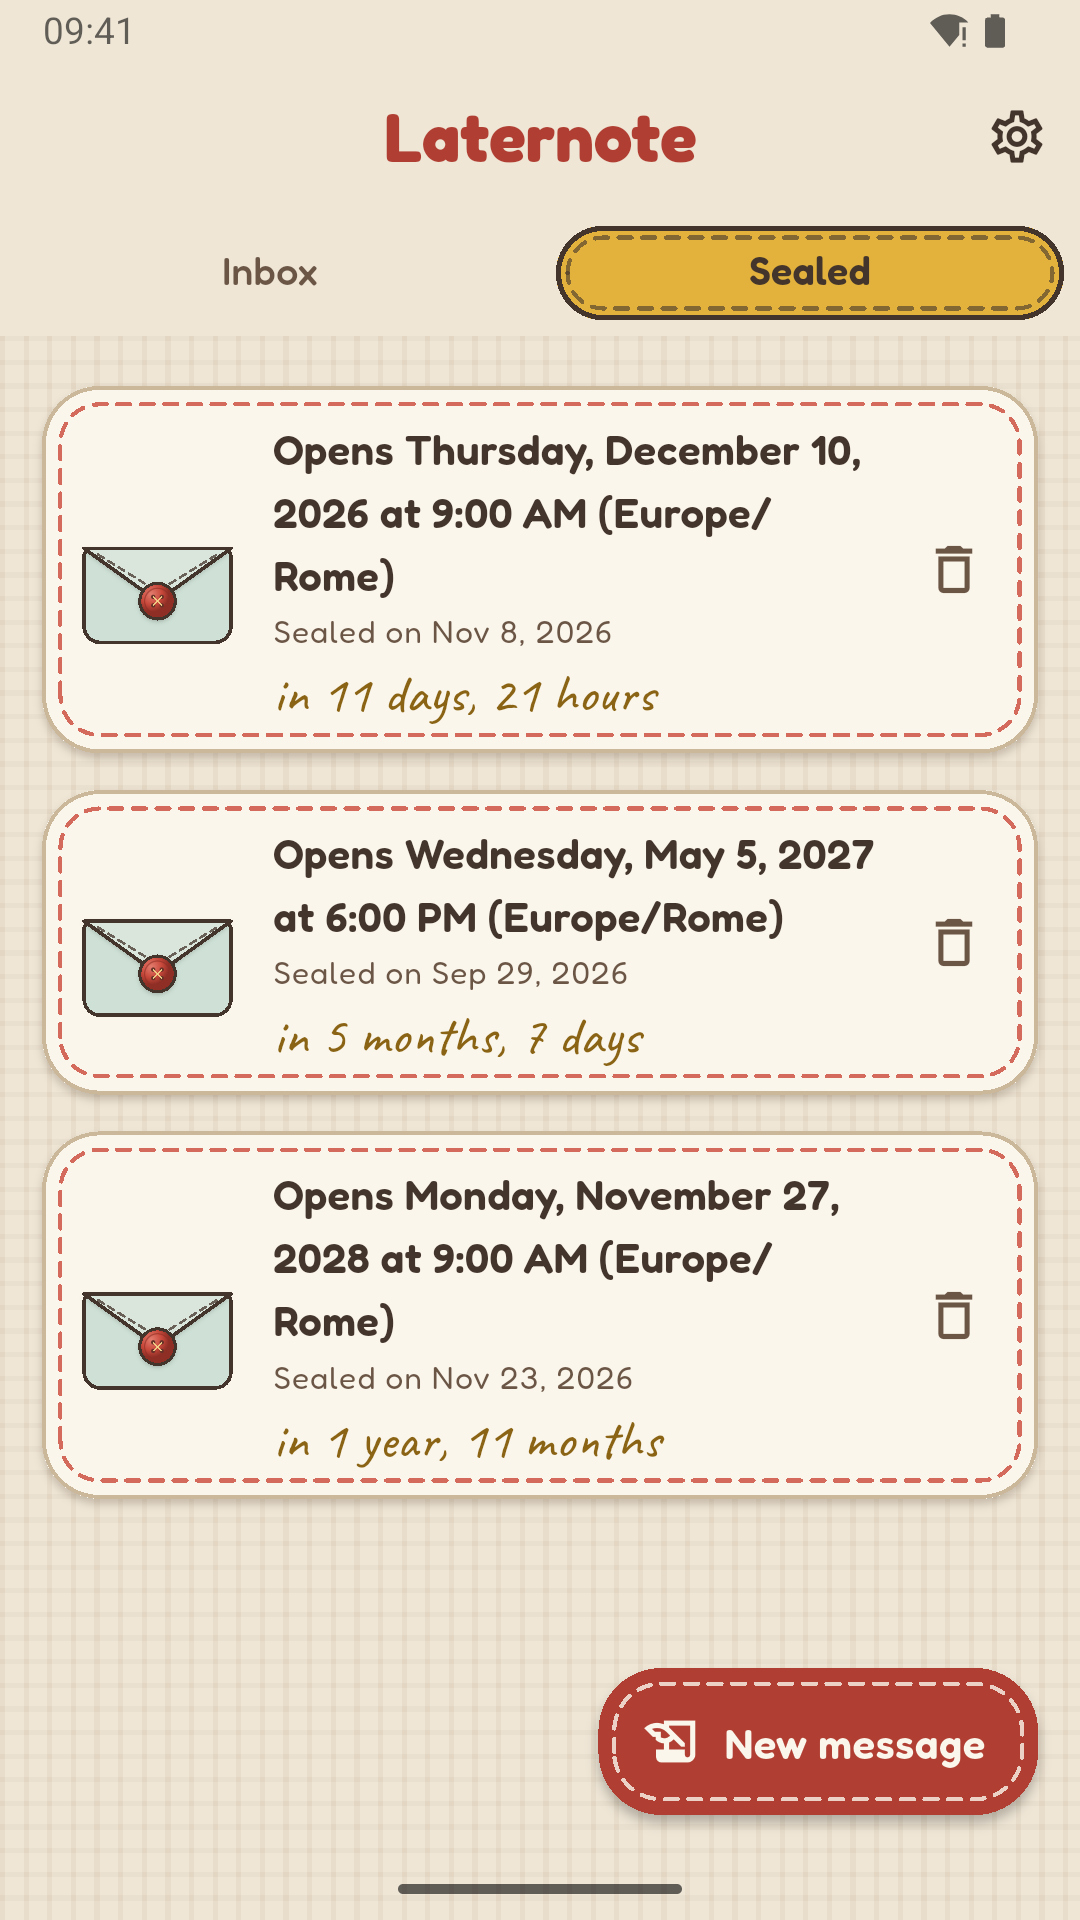 09:41
Laternote
Inbox
Sealed
Opens Thursday, December 10,
2026 at 9:00 AM (Europe/
Rome)
Sealed on Nov 8, 2026
in 11 days, 21 hours
Opens Wednesday, May 5, 2027
at 6:00 PM (Europe/Rome)
Sealed on Sep 29, 2026
in 5 months, 7 days
Opens Monday, November 27,
2028 at 9:00 AM (Europe/
Rome)
Sealed on Nov 23, 2026
in 1 year, 11 months
New message